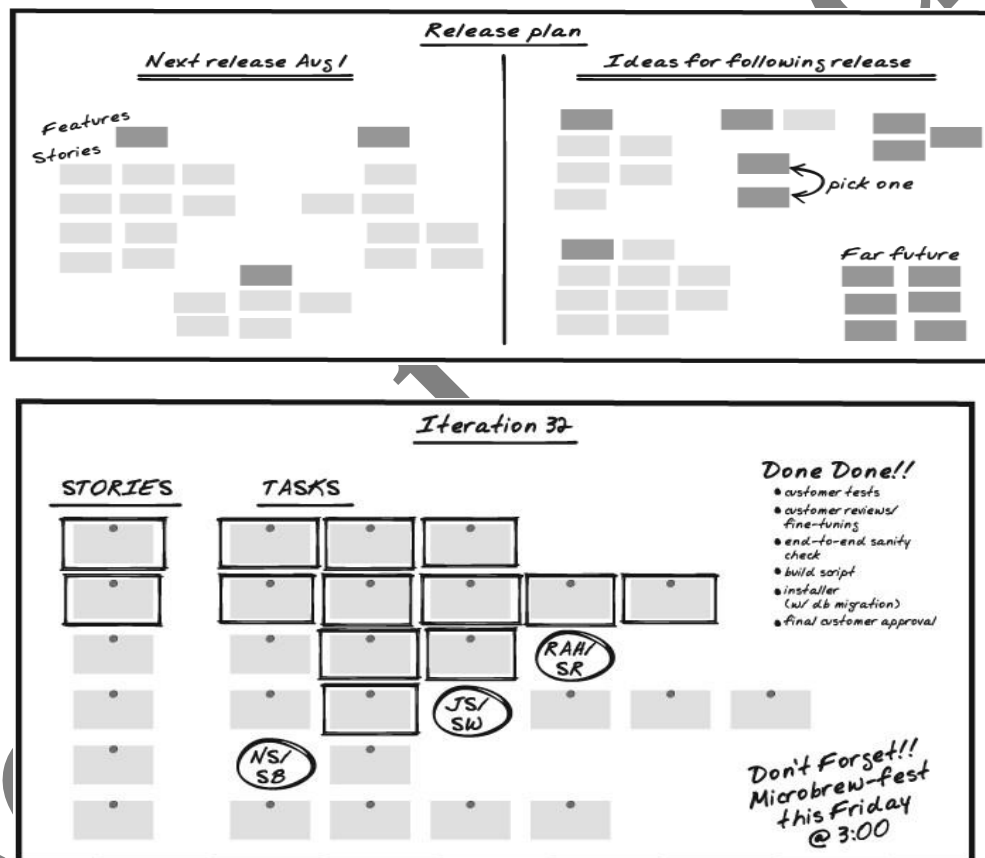 Release plan
Next release Aug 1
Ideas for following release
Features
Stories
pick one
Far future
Iteration 32
STORIES
TASKS
Done Done!!
• customer tests
• customer reviews/
fine-tuning
• end-to-end sanity
check
• build script
• installer
(w/ db migration)
• final customer approval
RAH/
SR
JS/
SW
NS/
SB
Don't Forget!!
Microbrew-fest
this Friday
@ 3:00